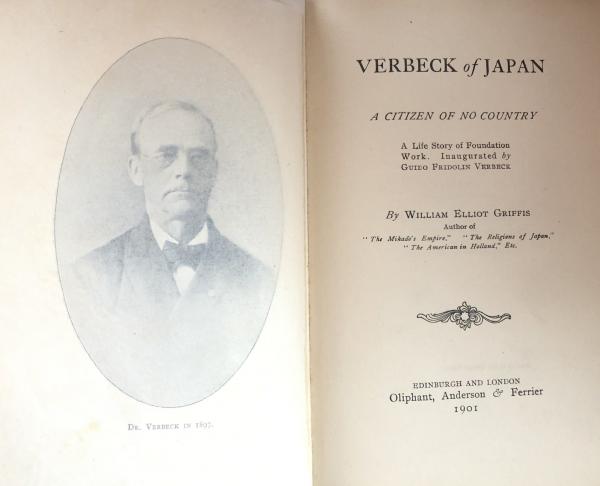 DR. VERBECK IN 1897.
VERBECK of JAPAN
A CITIZEN OF NO COUNTRY
A Life Story of Foundation
Work. Inaugurated by
GUIDO FRIDOLIN VERBECK
By WILLIAM ELLIOT GRIFFIS
Author of
"The Mikado's Empire," "The Religions of Japan,"
"The American in Holland," Etc.
EDINBURGH AND LONDON
Oliphant, Anderson & Ferrier
1901